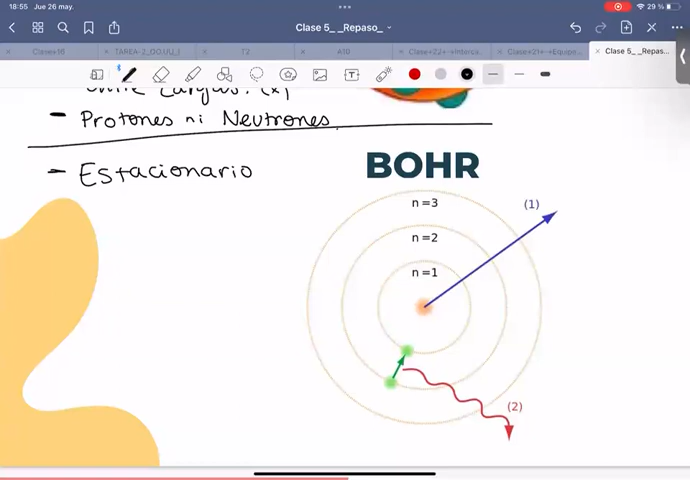 18:55 Jue 26 may.
29 %
Clase 5_ _Repaso_
Clase+16
TAREA-2_OO.UU_I
T2
A10
Clase+22+-+Interca...
Clase+21+-+Equipo...
Clase 5_ _Repas...
- Protones ni Neutrones.
- Estacionario
BOHR
n =3
(1)
n =2
n =1
(2)